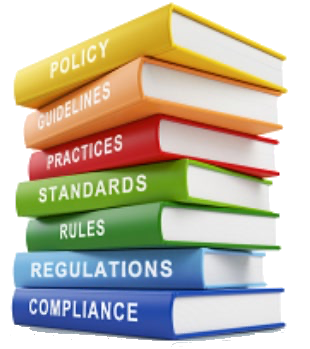 POLICY
GUIDELINES
PRACTICES
STANDARDS
RULES
REGULATIONS
COMPLIANCE